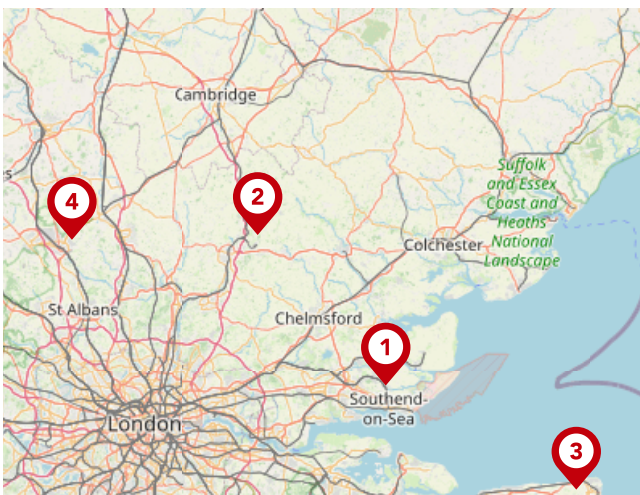 Cambridge
Suffolk
and Essex
Coast and
Heaths
National
Landscape
s
4
2
Colchester
St Albans
Chelmsford
1
Southend-
on-Sea
London
3